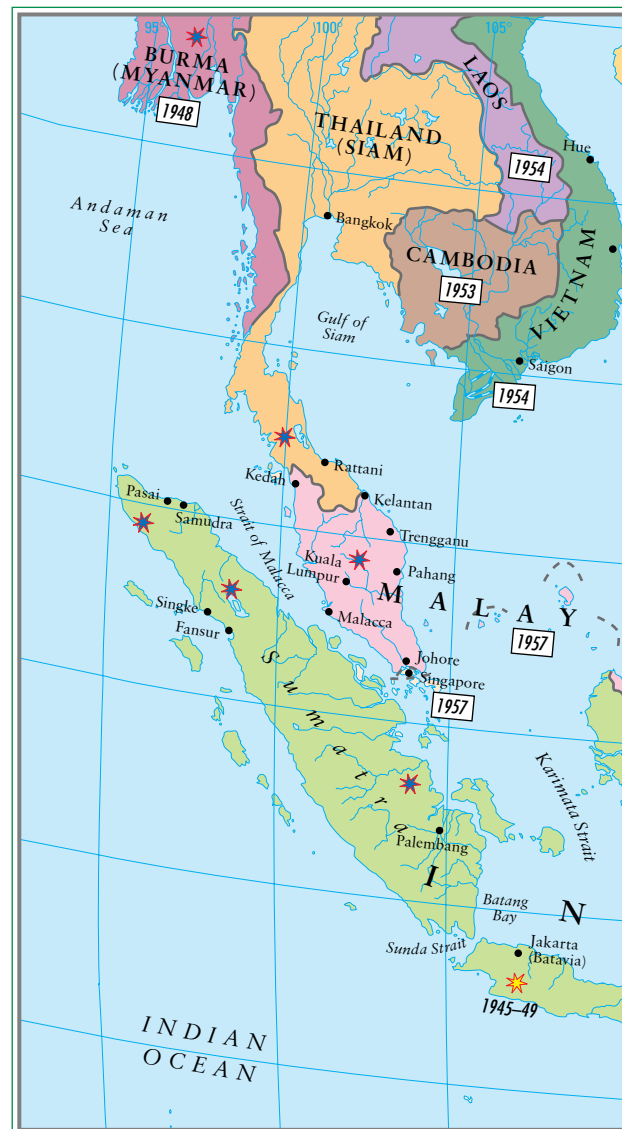 95°
100°
105°
BURMA
(MYANMAR)
1948
LAOS
THAILAND
(SIAM)
1954
Hue
Andaman
Sea
Bangkok
CAMBODIA
1953
VIETNAM
Gulf of
Siam
Saigon
1954
Rattani
Kedah
Kelantan
Pasai
Samudra
Strait of Malacca
Trengganu
Kuala
Lumpur
Pahang
MALAY
Singke
Malacca
Fansur
1957
Johore
Singapore
1957
Sumatra
Karimata Strait
Palembang
IN
Batang
Bay
Sunda Strait
Jakarta
(Batavia)
1945–49
INDIAN
OCEAN